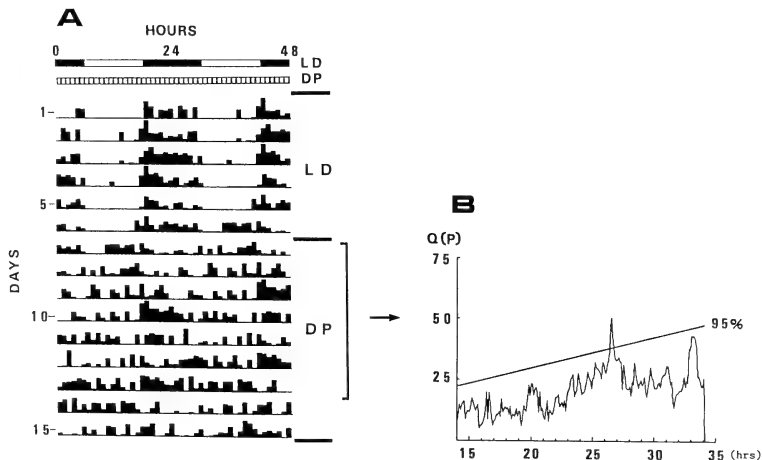 A
HOURS
0 24 48
LD
DP
1-
LD
5-
DAYS
10-
DP
15-
B
Q(P)
75
50
95%
25
15 20 25 30 35 (hrs)